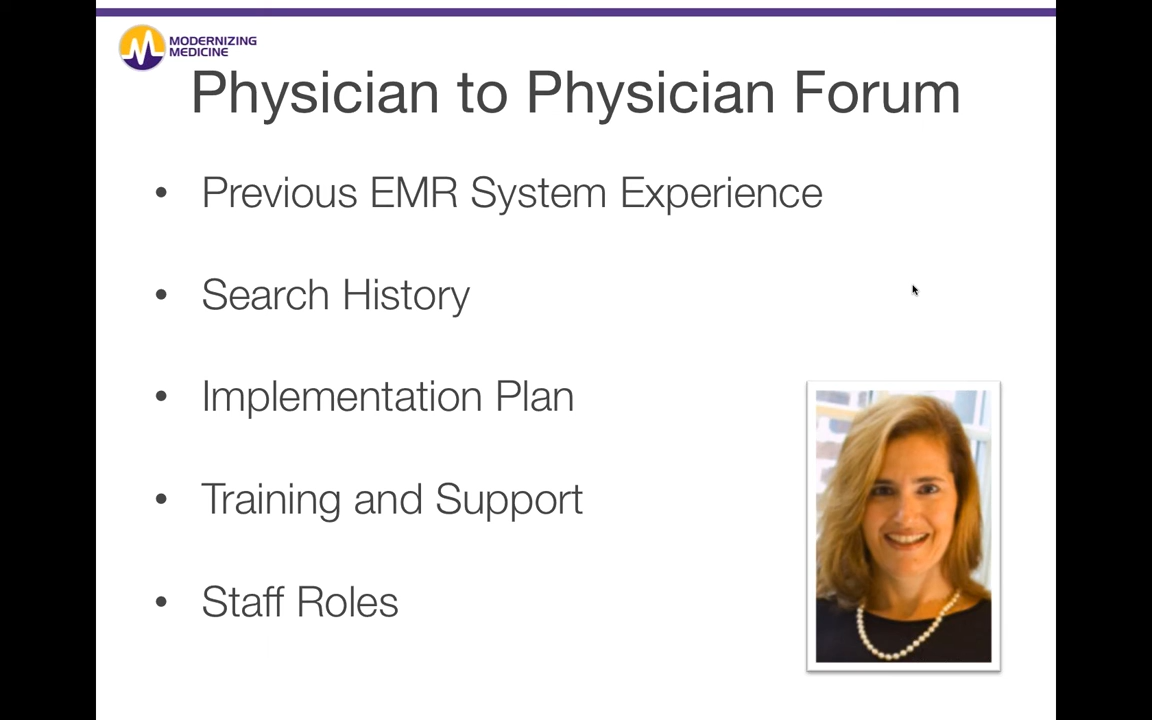 MODERNIZING
MEDICINE
Physician to Physician Forum
• Previous EMR System Experience
• Search History
• Implementation Plan
• Training and Support
• Staff Roles